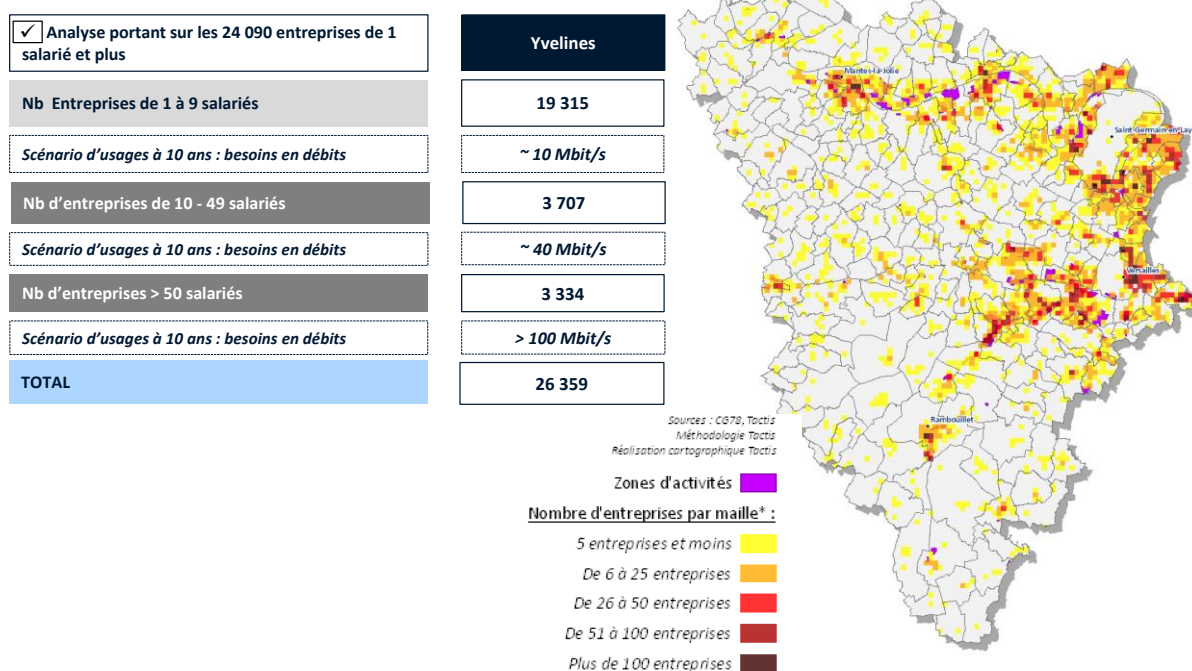 Analyse portant sur les 24 090 entreprises de 1
salarié et plus
Yvelines
Nb Entreprises de 1 à 9 salariés
19 315
Scénario d'usages à 10 ans : besoins en débits
~ 10 Mbit/s
Nb d'entreprises de 10 - 49 salariés
3 707
Scénario d'usages à 10 ans : besoins en débits
~ 40 Mbit/s
Nb d'entreprises > 50 salariés
3 334
Scénario d'usages à 10 ans : besoins en débits
> 100 Mbit/s
TOTAL
26 359
Mantes-la-Jolie
Saint-Germain-en-Lay
Versailles
Rambouillet
Sources : CG78, Tactis
Méthodologie Tactis
Réalisation cartographique Tactis
Zones d'activités
Nombre d'entreprises par maille* :
5 entreprises et moins
De 6 à 25 entreprises
De 26 à 50 entreprises
De 51 à 100 entreprises
Plus de 100 entreprises